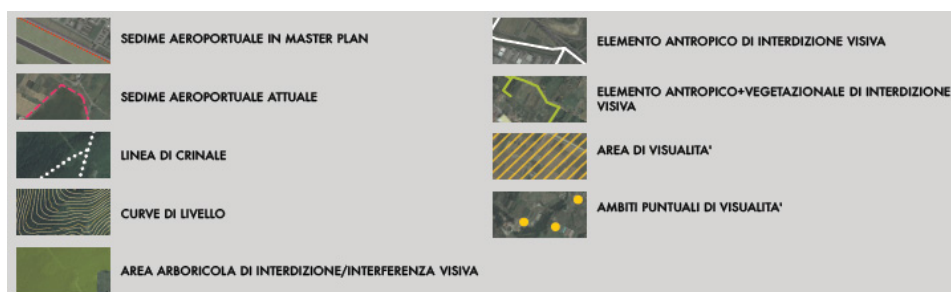 SEDIME AEROPORTUALE IN MASTER PLAN
SEDIME AEROPORTUALE ATTUALE
LINEA DI CRINALE
CURVE DI LIVELLO
AREA ARBORICOLA DI INTERDIZIONE/INTERFERENZA VISIVA
ELEMENTO ANTROPICO DI INTERDIZIONE VISIVA
ELEMENTO ANTROPICO+VEGETAZIONALE DI INTERDIZIONE
VISIVA
AREA DI VISUALITA'
AMBITI PUNTUALI DI VISUALITA'